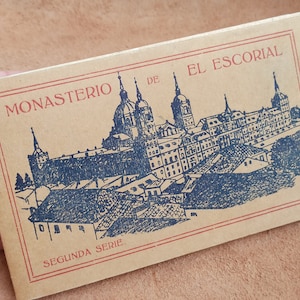 MONASTERIO DE EL ESCORIAL
SEGUNDA SERIE